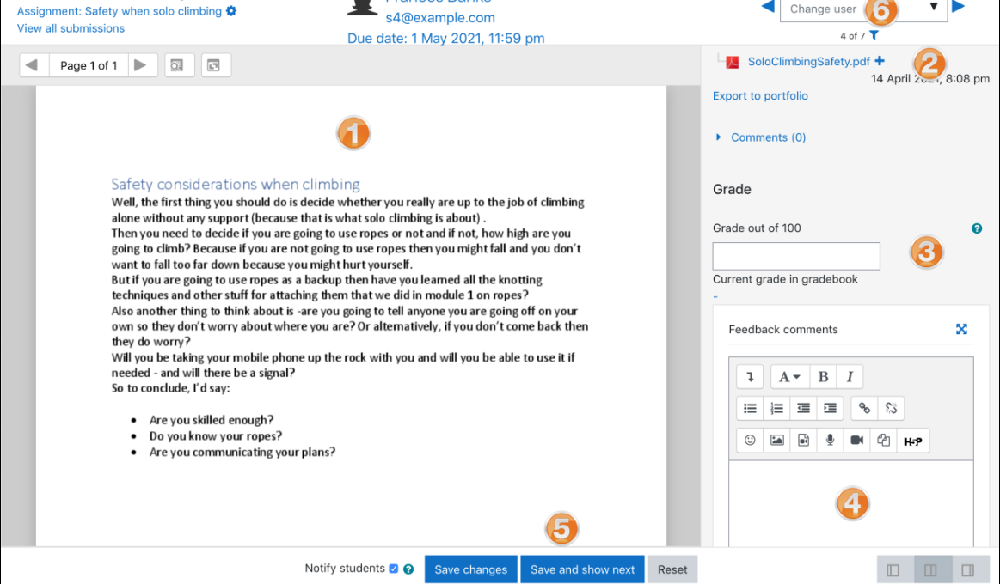 Assignment: Safety when solo climbing
View all submissions
s4@example.com
Due date: 1 May 2021, 11:59 pm
Change user
6
4 of 7
Page 1 of 1
SoloClimbingSafety.pdf
2
14 April 2021, 8:08 pm
Export to portfolio
Comments (0)
1
Safety considerations when climbing
Well, the first thing you should do is decide whether you really are up to the job of climbing
alone without any support (because that is what solo climbing is about) .
Then you need to decide if you are going to use ropes or not and if not, how high are you
going to climb? Because if you are not going to use ropes then you might fall and you don't
want to fall too far down because you might hurt yourself.
But if you are going to use ropes as a backup then have you learned all the knotting
techniques and other stuff for attaching them that we did in module 1 on ropes?
Also another thing to think about is -are you going to tell anyone you are going off on your
own so they don't worry about where you are? Or alternatively, if you don't come back then
they do worry?
Will you be taking your mobile phone up the rock with you and will you be able to use it if
needed - and will there be a signal?
So to conclude, I'd say:
• Are you skilled enough?
• Do you know your ropes?
• Are you communicating your plans?
Grade
Grade out of 100
?
3
Current grade in gradebook
-
Feedback comments
A B I
H5P
4
5
Notify students ?
Save changes
Save and show next
Reset